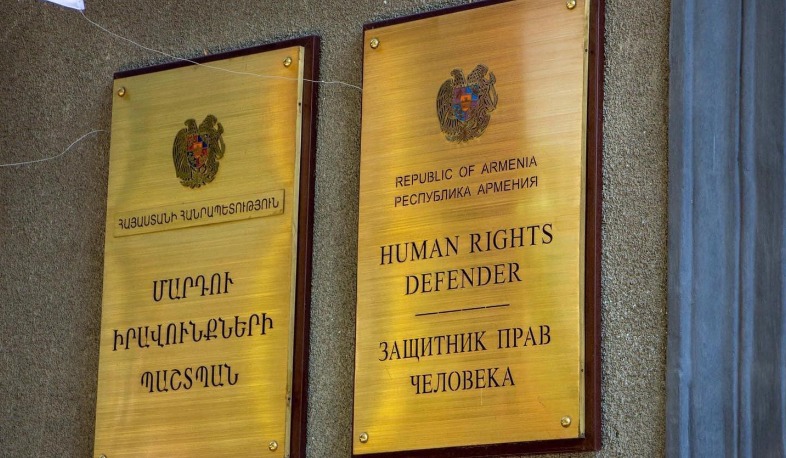 ՀԱՅԱՍՏԱՆԻ ՀԱՆՐԱՊԵՏՈՒԹՅՈՒՆ
ՄԱՐԴՈՒ
ԻՐԱՎՈՒՆՔՆԵՐԻ
ՊԱՇՏՊԱՆ
REPUBLIC OF ARMENIA
РЕСПУБЛИКА АРМЕНИЯ
HUMAN RIGHTS
DEFENDER
ЗАЩИТНИК ПРАВ
ЧЕЛОВЕКА